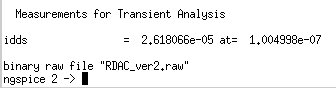 Measurements for Transient Analysis
idds = 2.618066e-05 at= 1.004998e-07
binary raw file "RDAC_ver2.raw"
ngspice 2 ->